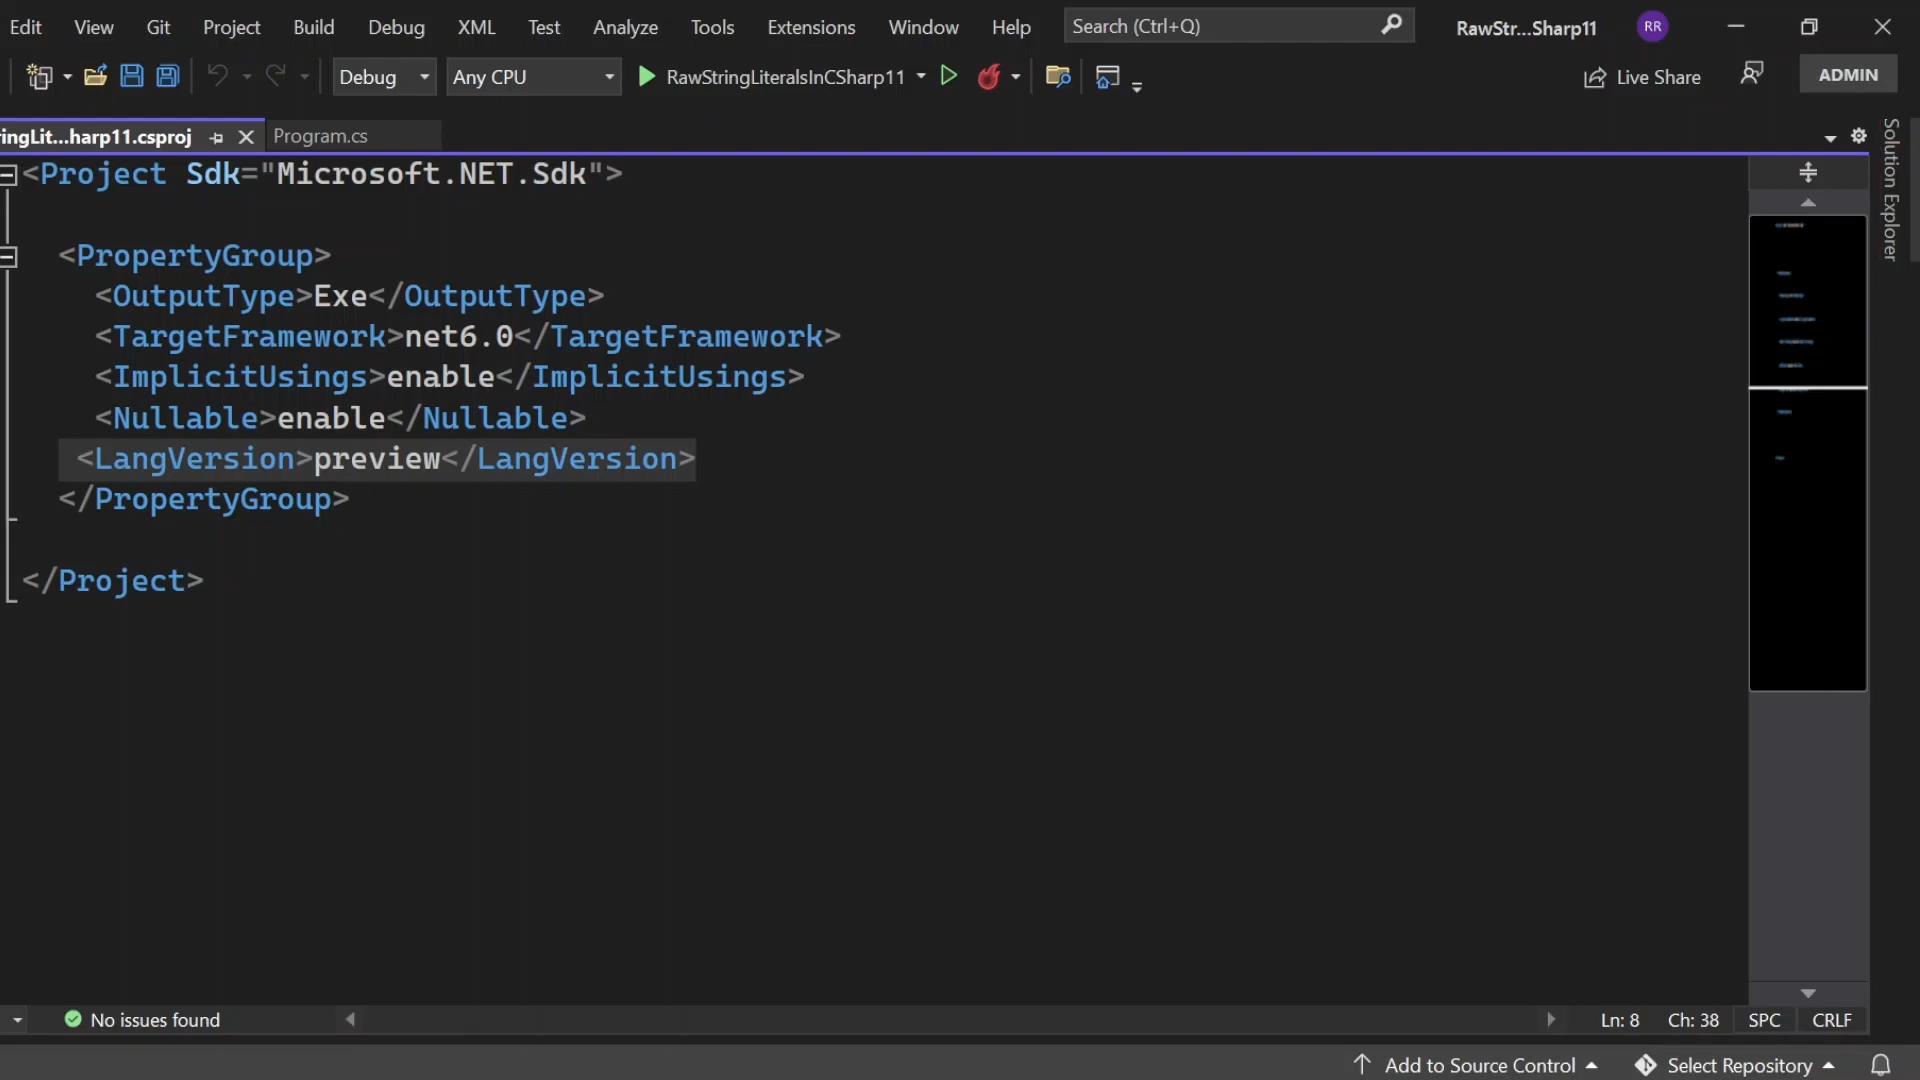 Edit View Git Project Build Debug XML Test Analyze Tools Extensions Window Help Search (Ctrl+Q) RawStr...Sharp11 RR
Debug Any CPU RawStringLiteralsInCSharp11 Live Share ADMIN
ringLit...harp11.csproj Program.cs
Solution Explorer
<Project Sdk="Microsoft.NET.Sdk">
<PropertyGroup>
<OutputType>Exe</OutputType>
<TargetFramework>net6.0</TargetFramework>
<ImplicitUsings>enable</ImplicitUsings>
<Nullable>enable</Nullable>
<LangVersion>preview</LangVersion>
</PropertyGroup>
</Project>
No issues found Ln: 8 Ch: 38 SPC CRLF
Add to Source Control Select Repository